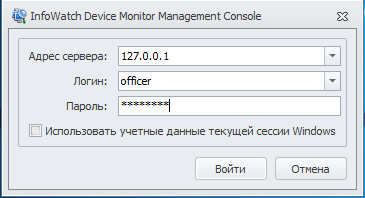 InfoWatch Device Monitor Management Console
Адрес сервера: 127.0.0.1
Логин: officer
Пароль: ********
Использовать учетные данные текущей сессии Windows
Войти Отмена